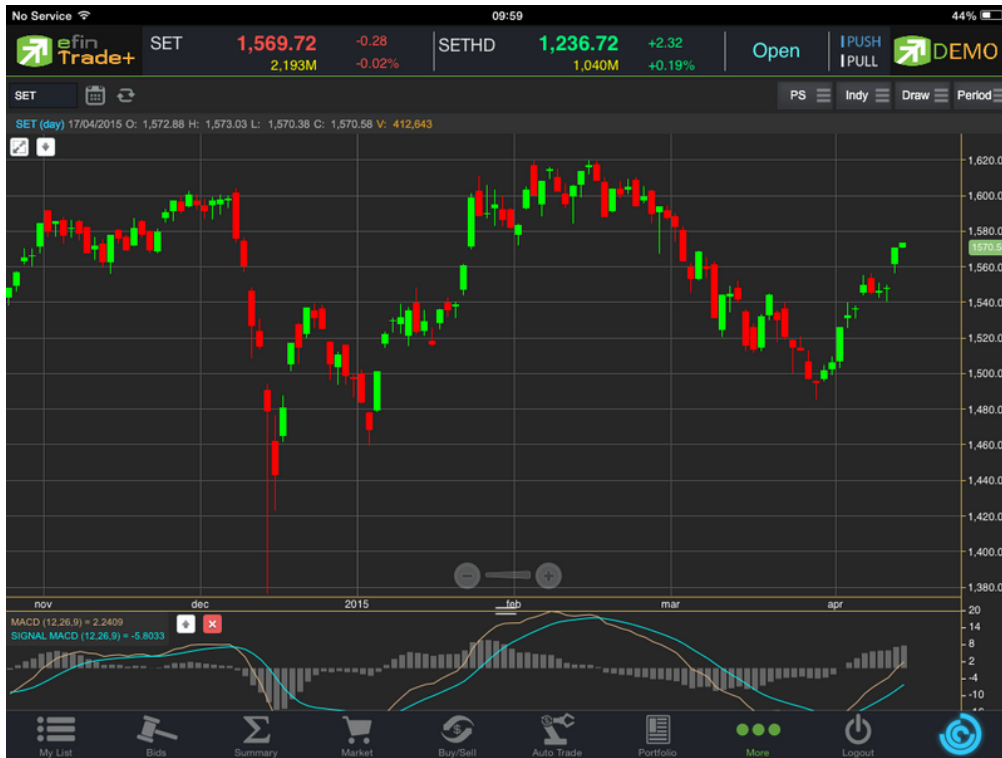 No Service 09:59 44%
efin Trade+ SET 1,569.72 -0.28 SETHD 1,236.72 +2.32 Open PUSH DEMO
2,193M -0.02% 1,040M +0.19% PULL
SET PS Indy Draw Period
SET (day) 17/04/2015 O: 1,572.88 H: 1,573.03 L: 1,570.38 C: 1,570.58 V: 412,643
1,620.0
1,600.0
1,580.0
1570.5
1,560.0
1,540.0
1,520.0
1,500.0
1,480.0
1,460.0
1,440.0
1,420.0
1,400.0
1,380.0
nov dec 2015 feb mar apr
MACD (12,26,9) = 2.2409
SIGNAL MACD (12,26,9) = -5.8033
20
14
8
2
-4
-10
My List Bids Summary Market Buy/Sell Auto Trade Portfolio More Logout